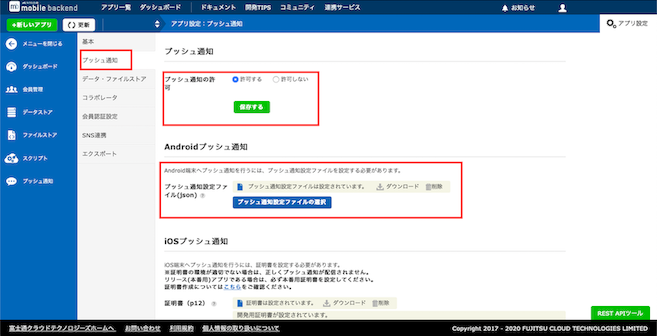 mobile backend
アプリ一覧 ダッシュボード ドキュメント 開発TIPS コミュニティ 連携サービス
お知らせ
+新しいアプリ 更新 アプリ設定:プッシュ通知
アプリ設定
メニューを閉じる
ダッシュボード
会員管理
データストア
ファイルストア
スクリプト
プッシュ通知
基本
プッシュ通知
データ・ファイルストア
コラボレータ
会員認証設定
SNS連携
エクスポート
プッシュ通知
プッシュ通知の許可
許可する 許可しない
保存する
Androidプッシュ通知
Android端末へプッシュ通知を行うには、プッシュ通知設定ファイルを設定する必要があります。
プッシュ通知設定ファイル(json)
プッシュ通知設定ファイルは設定されています。 ダウンロード 削除
プッシュ通知設定ファイルの選択
iOSプッシュ通知
iOS端末へプッシュ通知を行うには、証明書を設定する必要があります。
※証明書の環境が適切でない場合は、正しくプッシュ通知が配信されません。
リリース(本番用)アプリである場合は、必ず本番用証明書を設定してください。
証明書作成についてはこちらをご確認ください。
証明書(p12)
証明書は設定されています。 ダウンロード 削除
開発用証明書が設定されています。
REST APIツール
富士通クラウドテクノロジーズホームへ お問い合わせ 利用規約 個人情報の取り扱いについて
Copyright 2017 - 2020 FUJITSU CLOUD TECHNOLOGIES LIMITED